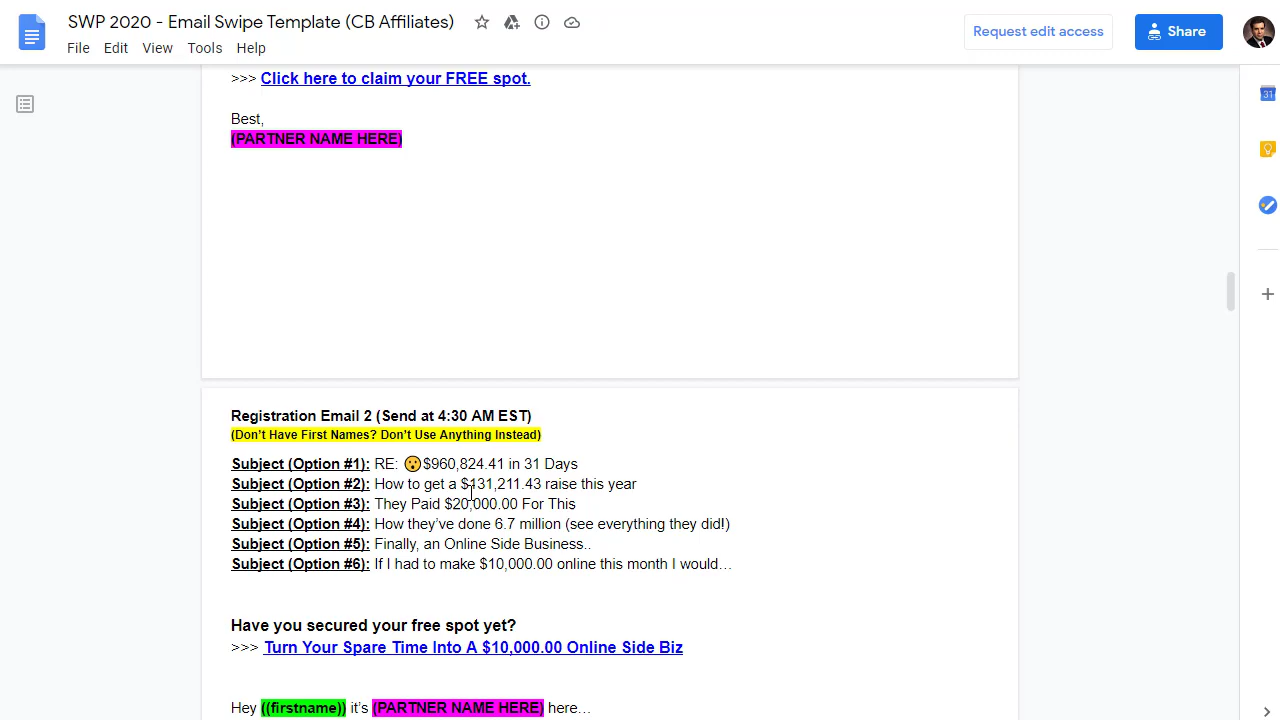 SWP 2020 - Email Swipe Template (CB Affiliates)
File Edit View Tools Help
Request edit access
Share
31
>>> Click here to claim your FREE spot.
Best,
(PARTNER NAME HERE)
Registration Email 2 (Send at 4:30 AM EST)
(Don't Have First Names? Don't Use Anything Instead)
Subject (Option #1): RE: 😮$960,824.41 in 31 Days
Subject (Option #2): How to get a $131,211.43 raise this year
Subject (Option #3): They Paid $20,000.00 For This
Subject (Option #4): How they've done 6.7 million (see everything they did!)
Subject (Option #5): Finally, an Online Side Business..
Subject (Option #6): If I had to make $10,000.00 online this month I would…
Have you secured your free spot yet?
>>> Turn Your Spare Time Into A $10,000.00 Online Side Biz
Hey ((firstname)) it's (PARTNER NAME HERE) here…